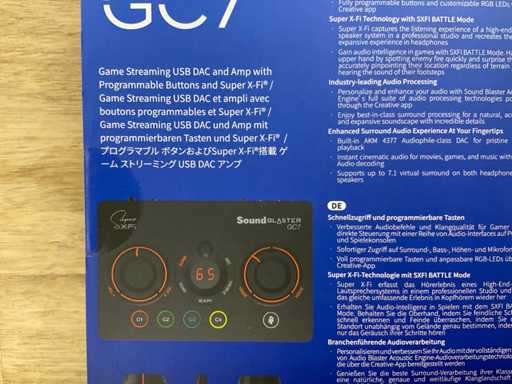 GC7
Game Streaming USB DAC and Amp with
Programmable Buttons and Super X-Fi® /
Game Streaming USB DAC et ampli avec
boutons programmables et Super X-Fi® /
Game Streaming USB DAC und Amp mit
programmierbaren Tasten und Super X-Fi® /
プログラマブル ボタンおよびSuper X-Fi®搭載 ゲ
ーム ストリーミング USB DAC アンプ
SXFI
Sound BLASTER
GC7
65
C1
C2
C3
C4
Fully programmable buttons and customizable RGB LEDs
Creative app
Super X-Fi Technology with SXFI BATTLE Mode
- Super X-Fi captures the listening experience of a high-end
speaker system in a professional studio and recreates the
expansive experience in headphones
- Gain audio intelligence in games with SXFI BATTLE Mode.
upper hand by spotting enemy fire quickly and surprise
accurately pinpointing their location regardless of terrain
hearing the sound of their footsteps
Industry-leading Audio Processing
- Personalize and enhance your audio with Sound Blaster
Engine's full suite of audio processing technologies
through the Creative app
- Enjoy best-in-class surround processing for a natural,
and expansive soundscape with incredible details
Enhanced Surround Audio Experience At Your Fingertips
- Built-in AKM 4377 Audiophile-class DAC for pristine
playback
- Instant cinematic audio for movies, games, and music with
Audio decoding
- Supports up to 7.1 virtual surround on both headphones
speakers
DE
Schnellzugriff und programmierbare Tasten
- Verbesserte Audiobefehle und Klangqualität für Gamer
direkte Steuerung mit einer Reihe von Audio-Interfaces auf
und Spielekonsolen
- Sofortiger Zugriff auf Surround-, Bass-, Höhen- und
- Voll programmierbare Tasten und anpassbare RGB-LEDs
Creative-App
Super X-Fi-Technologie mit SXFI BATTLE Mode
- Super X-Fi erfasst das Hörerlebnis eines High-End-
Lautsprechersystems in einem professionellen Studio und
das gleiche umfassende Erlebnis in Kopfhörern wieder her
- Erhalten Sie Audio-Intelligenz in Spielen mit dem SXFI
Mode. Behalten Sie die Oberhand, indem Sie feindliche
schnell erkennen und Feinde überraschen, indem Sie
Standort unabhängig vom Gelände genau bestimmen,
nur das Geräusch ihrer Schritte hören
Branchenführende Audioverarbeitung
- Personalisieren und verbessern Sie Ihr Audio mit der vollständigen
von Audio Blaster Acoustic Engine-Audioverarbeitungstechnologien
die über die Creative-App bereitgestellt werden
- Genießen Sie die beste Surround-Verarbeitung ihrer
eine natürliche, genaue und weitläufige Klanglandschaft